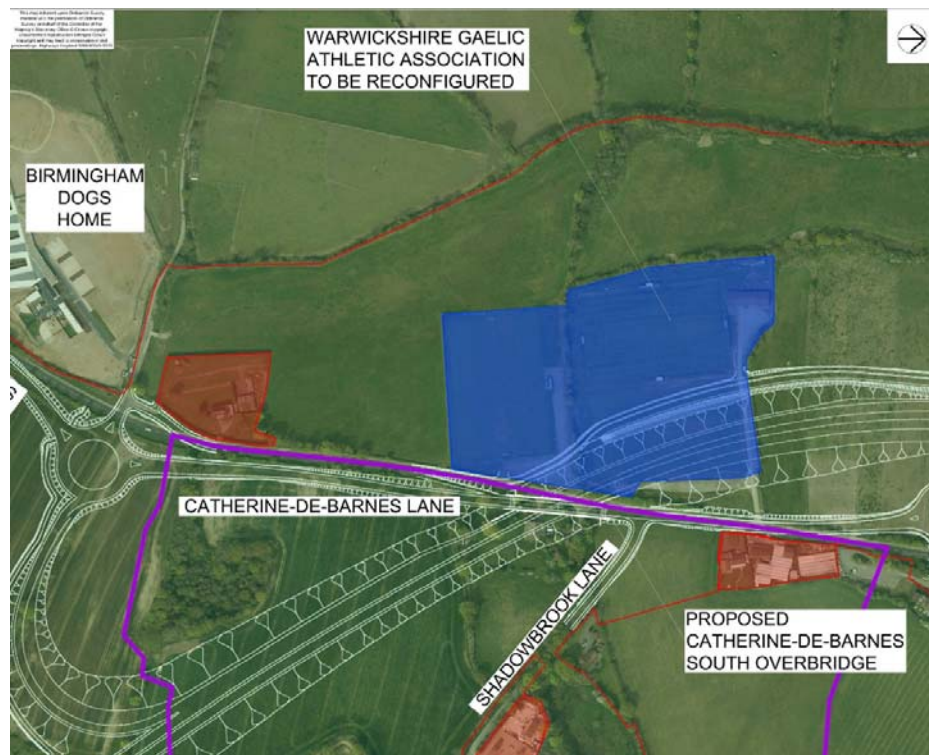 WARWICKSHIRE GAELIC
ATHLETIC ASSOCIATION
TO BE RECONFIGURED
BIRMINGHAM
DOGS
HOME
CATHERINE-DE-BARNES LANE
SHADOWBROOK LANE
PROPOSED
CATHERINE-DE-BARNES
SOUTH OVERBRIDGE